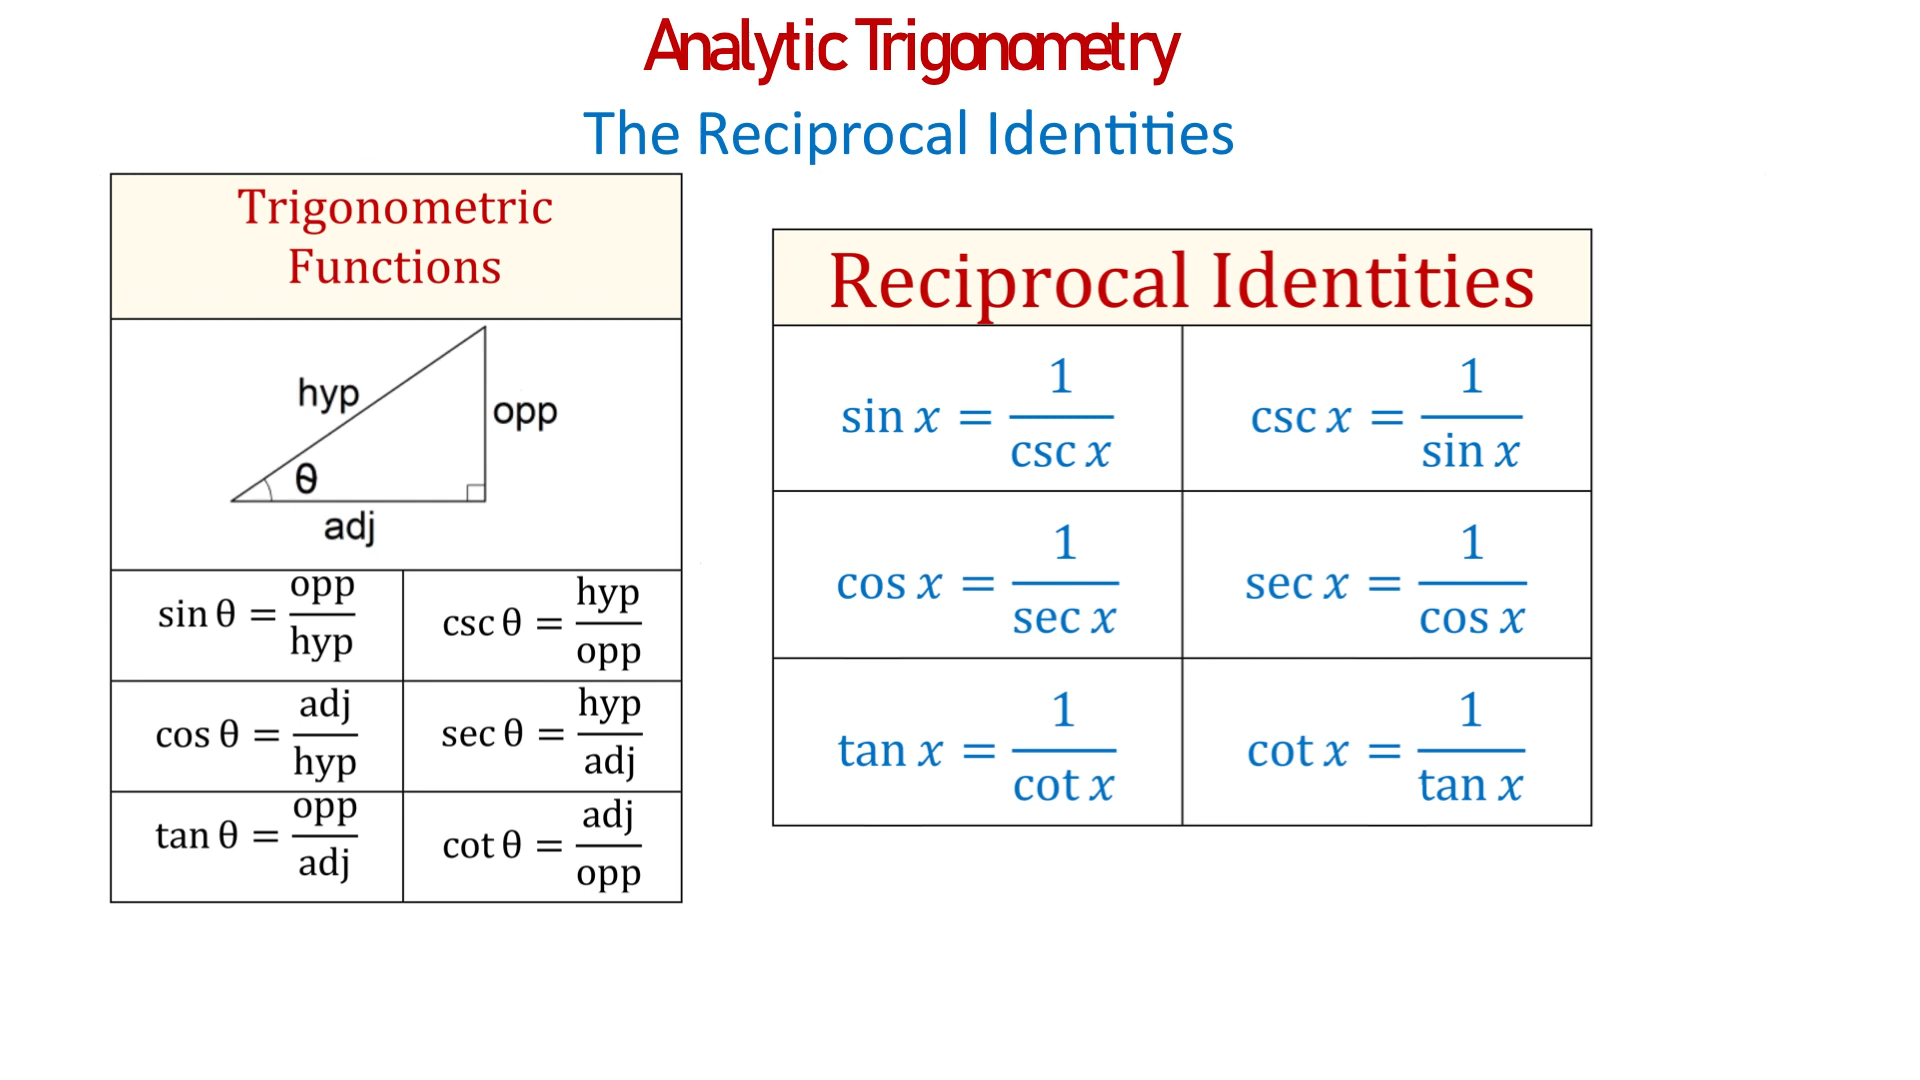 Analytic Trigonometry
The Reciprocal Identities
Trigonometric
Functions
hyp
opp
θ
adj
sin θ = opp/hyp
csc θ = hyp/opp
cos θ = adj/hyp
sec θ = hyp/adj
tan θ = opp/adj
cot θ = adj/opp
Reciprocal Identities
sin x = 1/csc x
csc x = 1/sin x
cos x = 1/sec x
sec x = 1/cos x
tan x = 1/cot x
cot x = 1/tan x